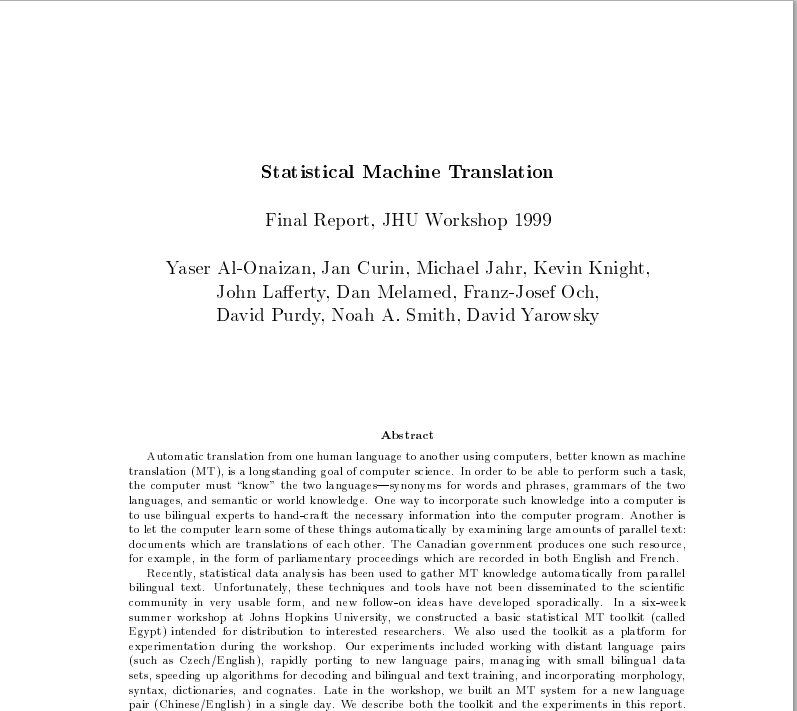 Statistical Machine Translation
Final Report, JHU Workshop 1999
Yaser Al-Onaizan, Jan Curin, Michael Jahr, Kevin Knight,
John Lafferty, Dan Melamed, Franz-Josef Och,
David Purdy, Noah A. Smith, David Yarowsky
Abstract
Automatic translation from one human language to another using computers, better known as machine
translation (MT), is a longstanding goal of computer science. In order to be able to perform such a task,
the computer must “know” the two languages—synonyms for words and phrases, grammars of the two
languages, and semantic or world knowledge. One way to incorporate such knowledge into a computer is
to use bilingual experts to hand-craft the necessary information into the computer program. Another is
to let the computer learn some of these things automatically by examining large amounts of parallel text:
documents which are translations of each other. The Canadian government produces one such resource,
for example, in the form of parliamentary proceedings which are recorded in both English and French.
Recently, statistical data analysis has been used to gather MT knowledge automatically from parallel
bilingual text. Unfortunately, these techniques and tools have not been disseminated to the scientific
community in very usable form, and new follow-on ideas have developed sporadically. In a six-week
summer workshop at Johns Hopkins University, we constructed a basic statistical MT toolkit (called
Egypt) intended for distribution to interested researchers. We also used the toolkit as a platform for
experimentation during the workshop. Our experiments included working with distant language pairs
(such as Czech/English), rapidly porting to new language pairs, managing with small bilingual data
sets, speeding up algorithms for decoding and bilingual and text training, and incorporating morphology,
syntax, dictionaries, and cognates. Late in the workshop, we built an MT system for a new language
pair (Chinese/English) in a single day. We describe both the toolkit and the experiments in this report.